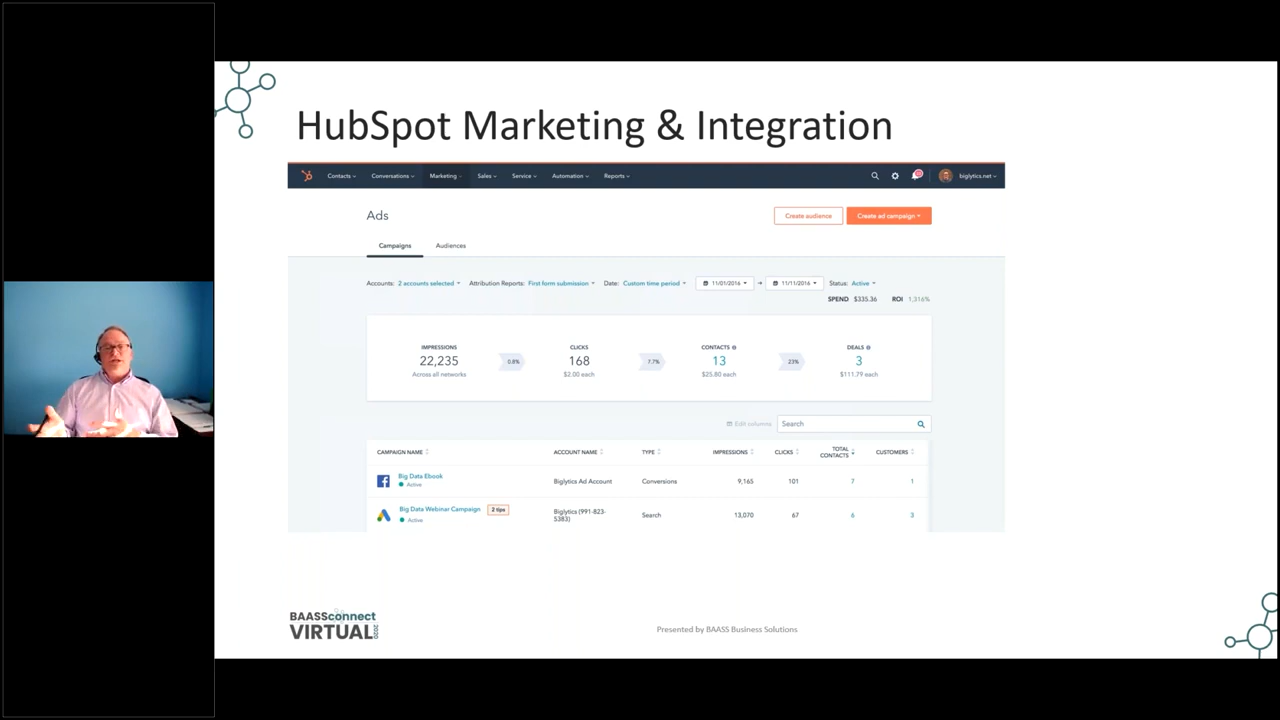 HubSpot Marketing & Integration
Contacts Conversations Marketing Sales Service Automation Reports biglytics.net
Ads
Create audience Create ad campaign
Campaigns Audiences
Accounts: 2 accounts selected Attribution Reports: First form submission Date: Custom time period 11/01/2016 11/11/2016 Status: Active
SPEND $335.36 ROI 1,316%
IMPRESSIONS CLICKS CONTACTS DEALS
22,235 0.8% 168 7.7% 13 23% 3
Across all networks $2.00 each $25.80 each $111.79 each
Edit columns Search
CAMPAIGN NAME ACCOUNT NAME TYPE IMPRESSIONS CLICKS TOTAL CONTACTS CUSTOMERS
Big Data Ebook Biglytics Ad Account Conversions 9,165 101 7 1
Active
Big Data Webinar Campaign 2 tips Biglytics (991-823-5383) Search 13,070 67 6 3
Active
BAASSconnect
VIRTUAL 2020
Presented by BAASS Business Solutions